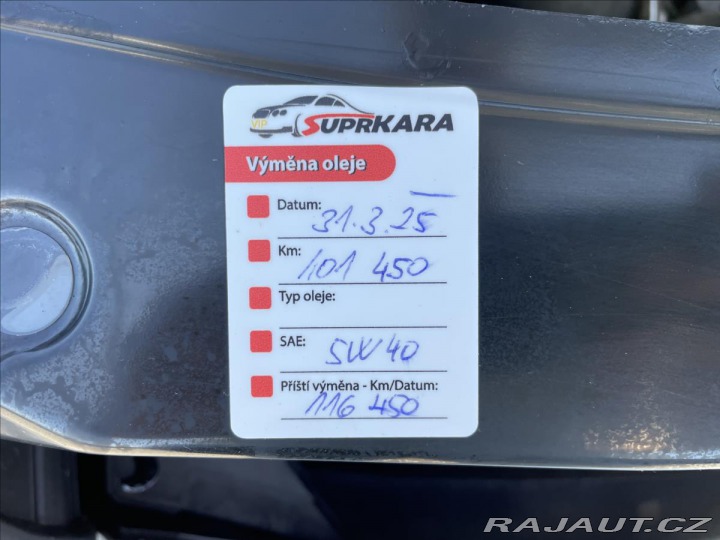 VIP
SUPRKARA
Výměna oleje
Datum: 31.3.25
Km: 101 450
Typ oleje:
SAE: 5W40
Příští výměna - Km/Datum:
116 450
RAJAUT.CZ